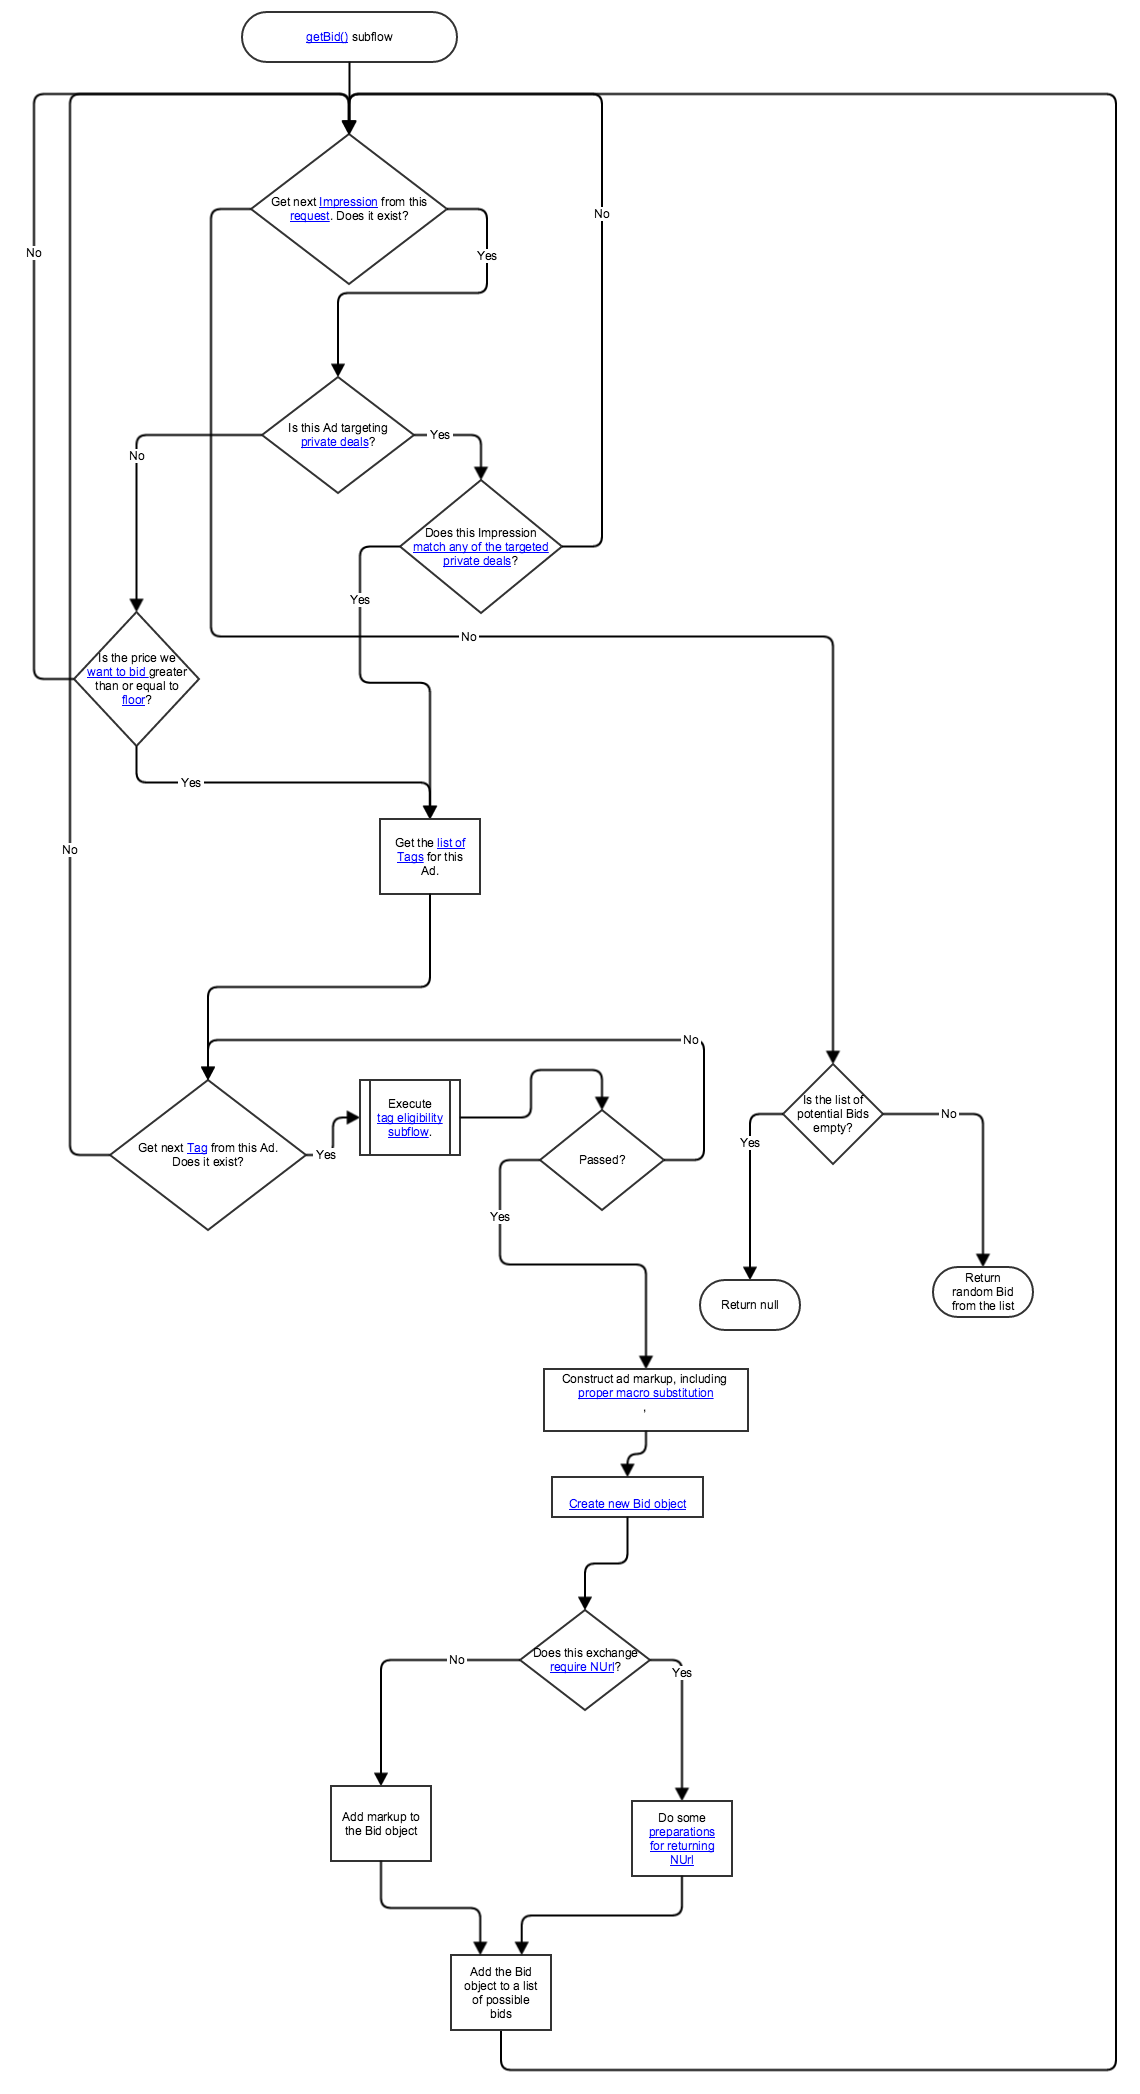 getBid() subflow
Get next Impression from this
request. Does it exist?
No
No
Yes
Is this Ad targeting
private deals?
Yes
No
Does this Impression
match any of the targeted
private deals?
Yes
No
Is the price we
want to bid greater
than or equal to
floor?
Yes
Get the list of
Tags for this
Ad.
No
No
Execute
tag eligibility
subflow.
Get next Tag from this Ad.
Does it exist?
Yes
Passed?
Yes
Is the list of
potential Bids
empty?
Yes
No
Return null
Return
random Bid
from the list
Construct ad markup, including
proper macro substitution
,
Create new Bid object
Does this exchange
require NUrl?
No
Yes
Add markup to
the Bid object
Do some
preparations
for returning
NUrl
Add the Bid
object to a list
of possible
bids